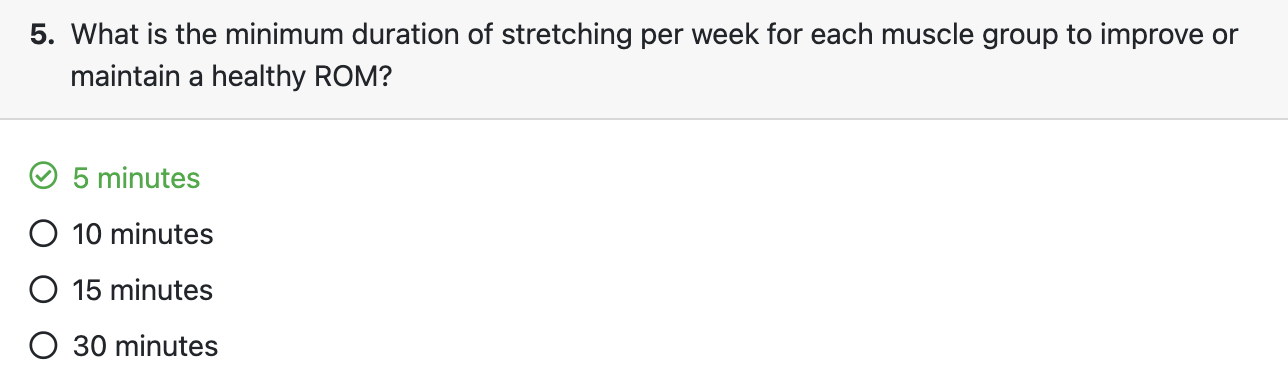 5. What is the minimum duration of stretching per week for each muscle group to improve or
maintain a healthy ROM?
5 minutes
10 minutes
15 minutes
30 minutes